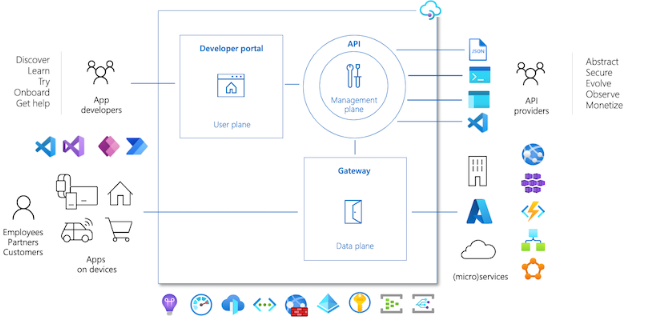 Discover
Learn
Try
Onboard
Get help
App
developers
Developer portal
User plane
API
Management
plane
JSON
API
providers
Abstract
Secure
Evolve
Observe
Monetize
Employees
Partners
Customers
Apps
on devices
Gateway
Data plane
(micro)services